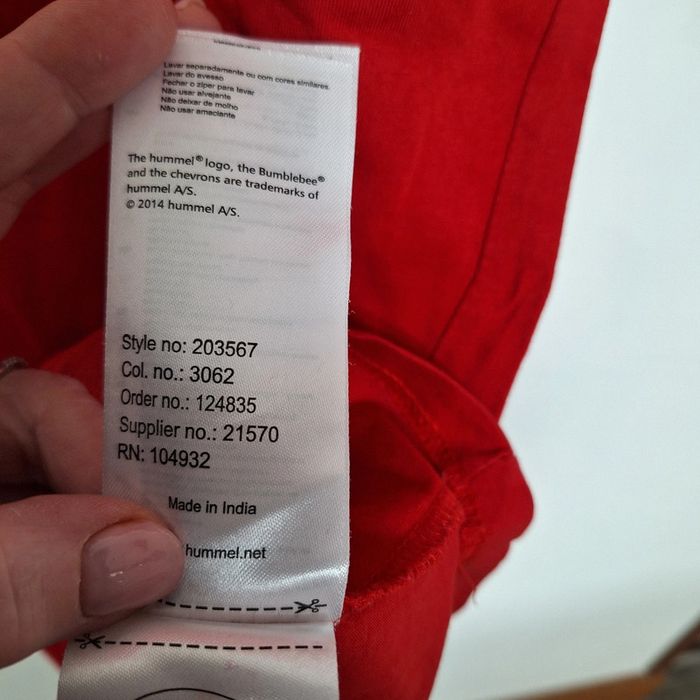 Lavar separadamente ou com cores similares.
Lavar do avesso
Fechar o zíper para lavar
Não usar alvejante
Não deixar de molho
Não usar amaciante
The hummel® logo, the Bumblebee®
and the chevrons are trademarks of
hummel A/S.
© 2014 hummel A/S.
Style no: 203567
Col. no.: 3062
Order no.: 124835
Supplier no.: 21570
RN: 104932
Made in India
hummel.net